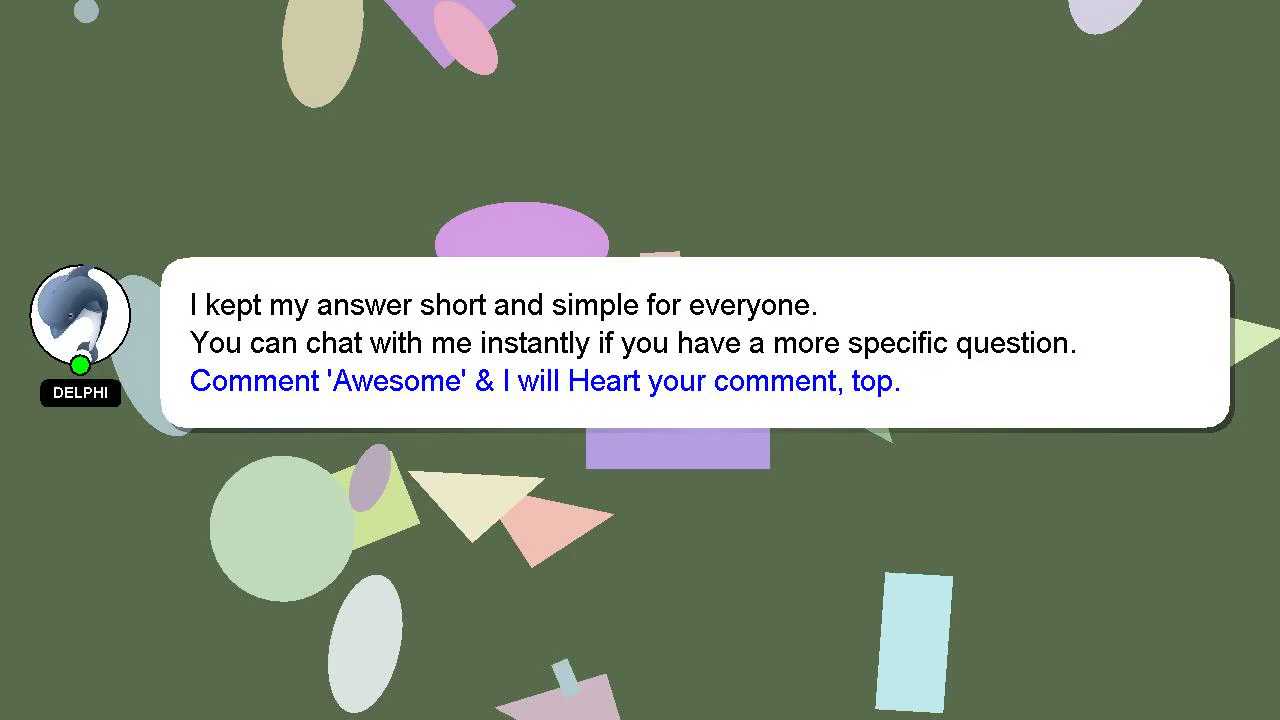 I kept my answer short and simple for everyone.
You can chat with me instantly if you have a more specific question.
Comment 'Awesome' & I will Heart your comment, top.
DELPHI